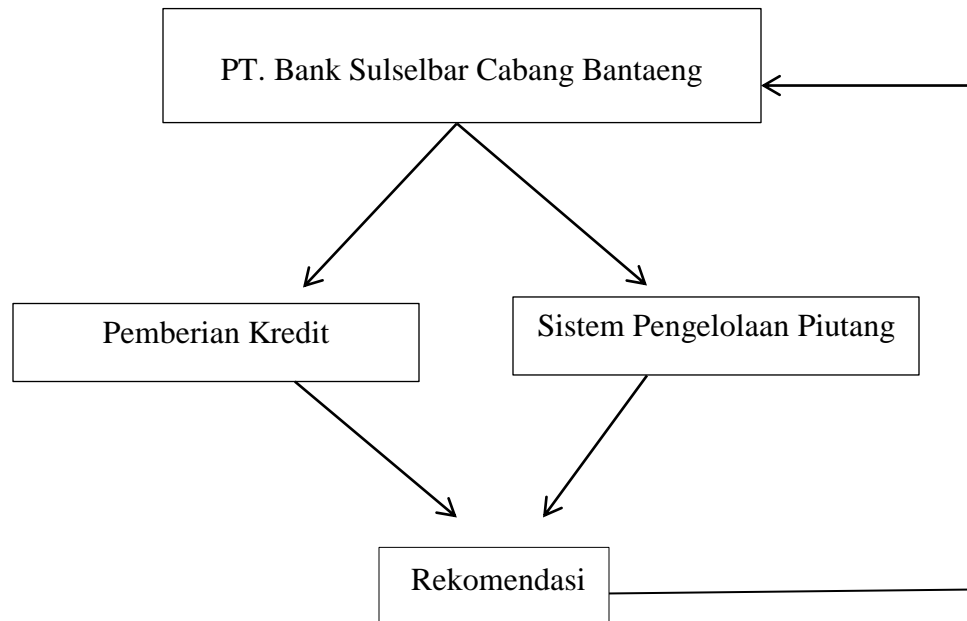 PT. Bank Sulselbar Cabang Bantaeng
Pemberian Kredit
Sistem Pengelolaan Piutang
Rekomendasi